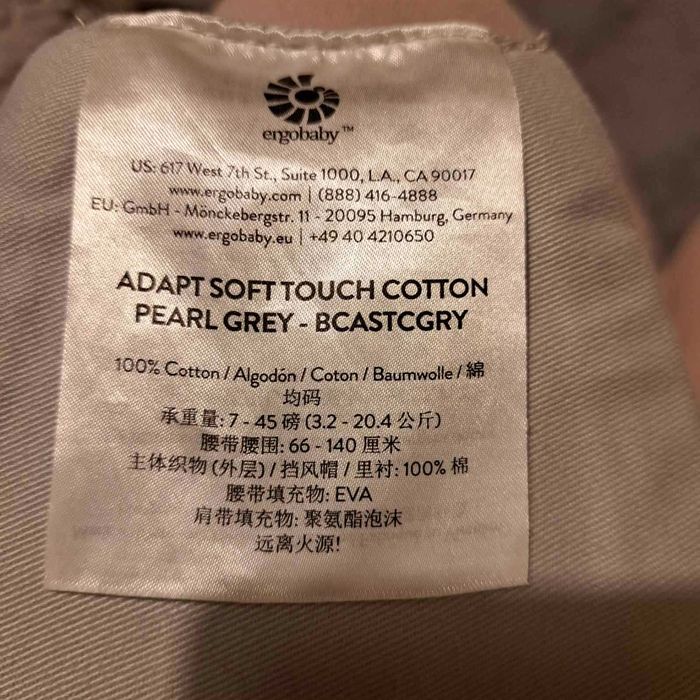 ergobaby™
US: 617 West 7th St., Suite 1000, L.A., CA 90017
www.ergobaby.com | (888) 416-4888
EU: GmbH - Mönckebergstr. 11 - 20095 Hamburg, Germany
www.ergobaby.eu | +49 40 4210650
ADAPT SOFT TOUCH COTTON
PEARL GREY - BCASTCGRY
100% Cotton / Algodón / Coton / Baumwolle / 綿
均码
承重量: 7 - 45 磅 (3.2 - 20.4 公斤)
腰带腰围: 66 - 140 厘米
主体织物 (外层) / 挡风帽 / 里衬: 100% 棉
腰带填充物: EVA
肩带填充物: 聚氨酯泡沫
远离火源!